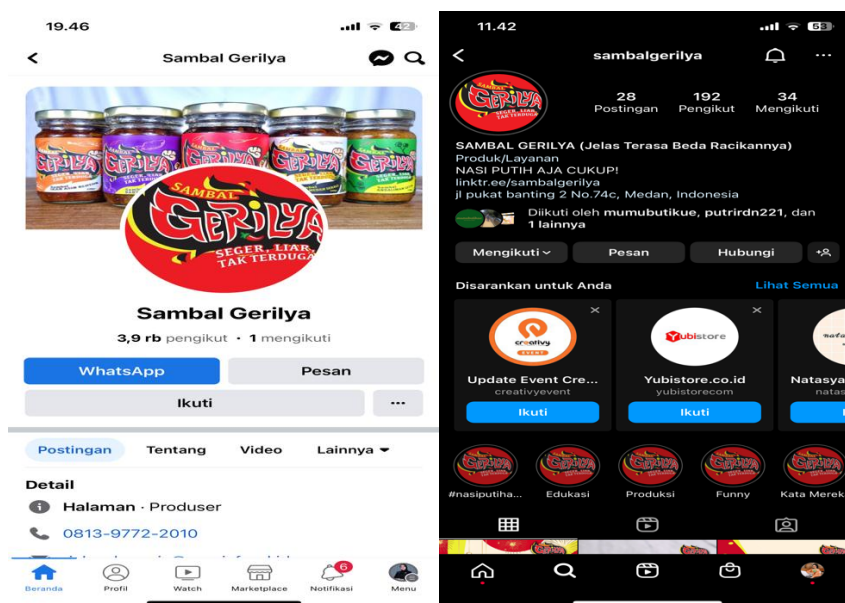 19.46
42
Sambal Gerilya
SAMBAL
GERILYA
SEGER, LIAR,
TAK TERDUGA
Sambal Gerilya
3,9 rb pengikut · 1 mengikuti
WhatsApp
Pesan
Ikuti
...
Postingan
Tentang
Video
Lainnya
Detail
Halaman · Produser
0813-9772-2010
Beranda
Profil
Watch
Marketplace
6
Notifikasi
Menu
11.42
53
sambalgerilya
...
GERILYA
28
Postingan
192
Pengikut
34
Mengikuti
SAMBAL GERILYA (Jelas Terasa Beda Racikannya)
Produk/Layanan
NASI PUTIH AJA CUKUP!
linktr.ee/sambalgerilya
jl pukat banting 2 No.74c, Medan, Indonesia
Diikuti oleh mumubutikue, putrirdn221, dan
1 lainnya
Mengikuti
Pesan
Hubungi
Disarankan untuk Anda
Lihat Semua
creativy
EVENT
Yubistore
Update Event Cre...
creativyevent
Ikuti
Yubistore.co.id
yubistorecom
Ikuti
Natasya
natas
#nasiputiha...
Edukasi
Produksi
Funny
Kata Merek